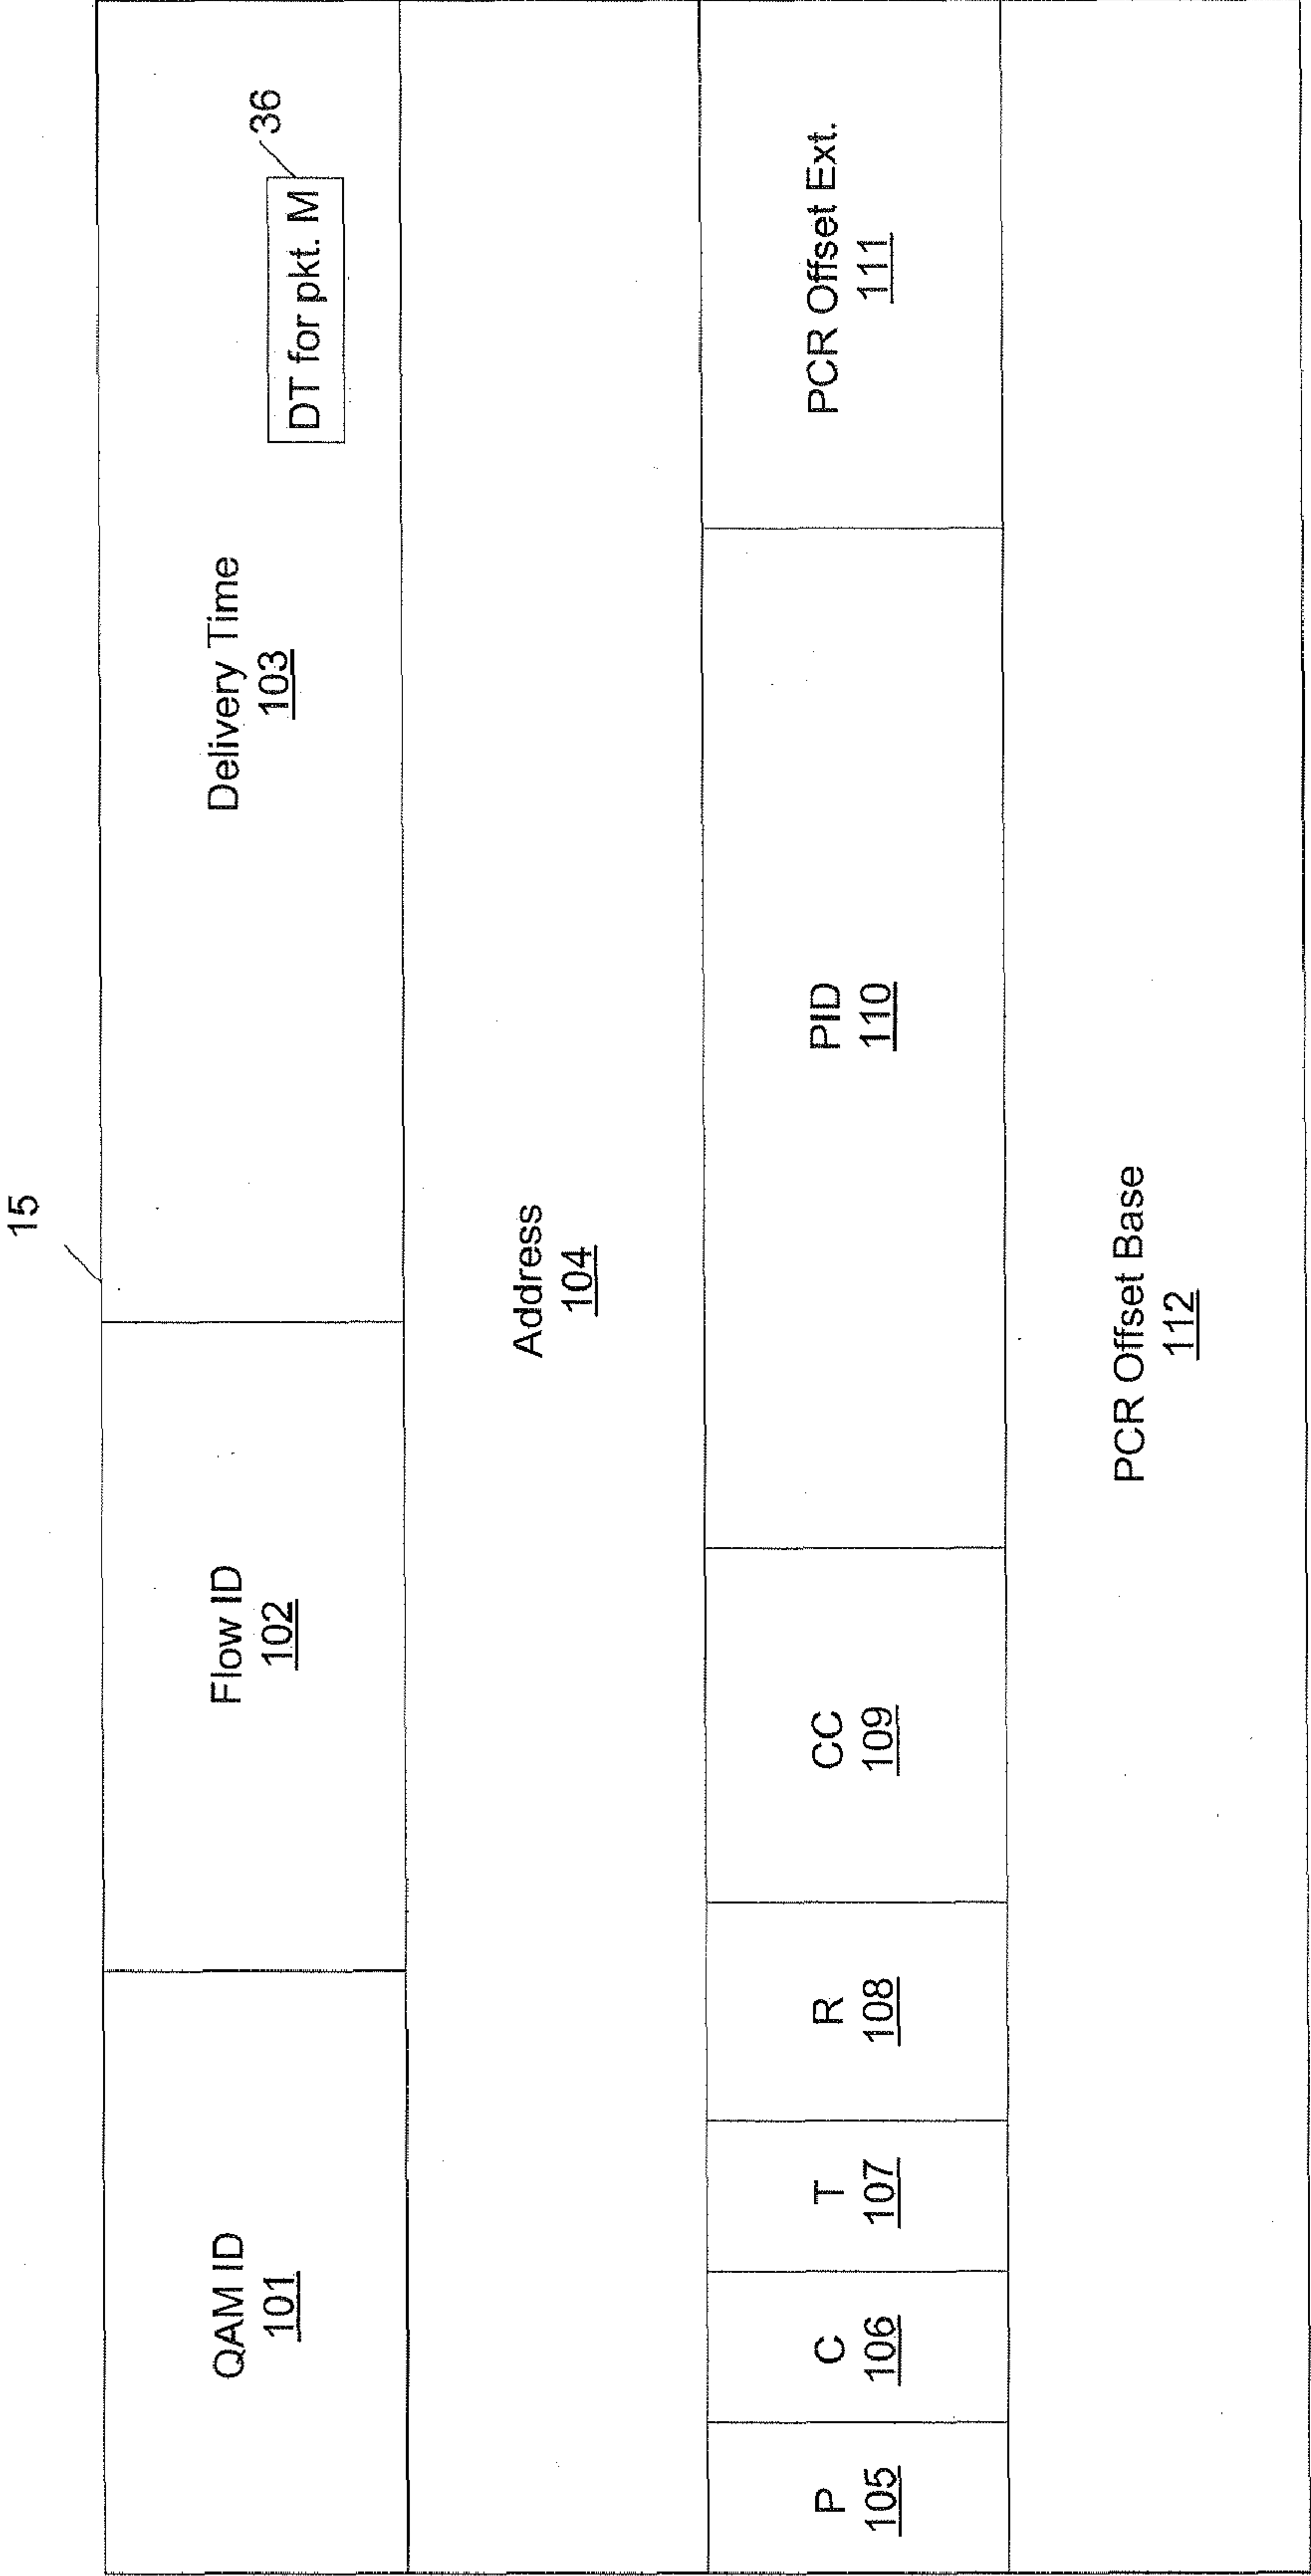 15
QAM ID
101
Flow ID
102
Delivery Time
103
DT for pkt. M
36
Address
104
P
105
C
106
T
107
R
108
CC
109
PID
110
PCR Offset Ext.
111
PCR Offset Base
112